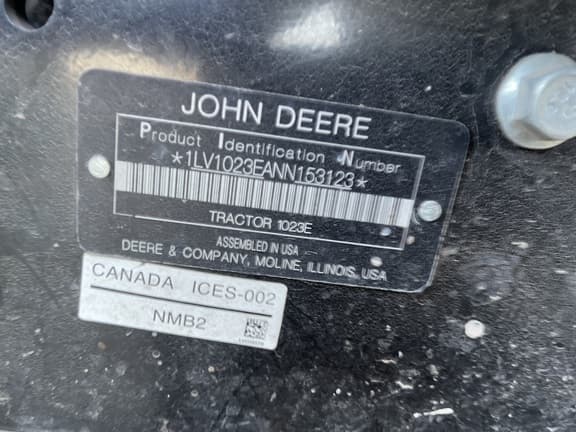 JOHN DEERE
Product Identification Number
*1LV1023EANN153123*
TRACTOR 1023E
ASSEMBLED IN USA
DEERE & COMPANY, MOLINE, ILLINOIS, USA
CANADA ICES-002
NMB2